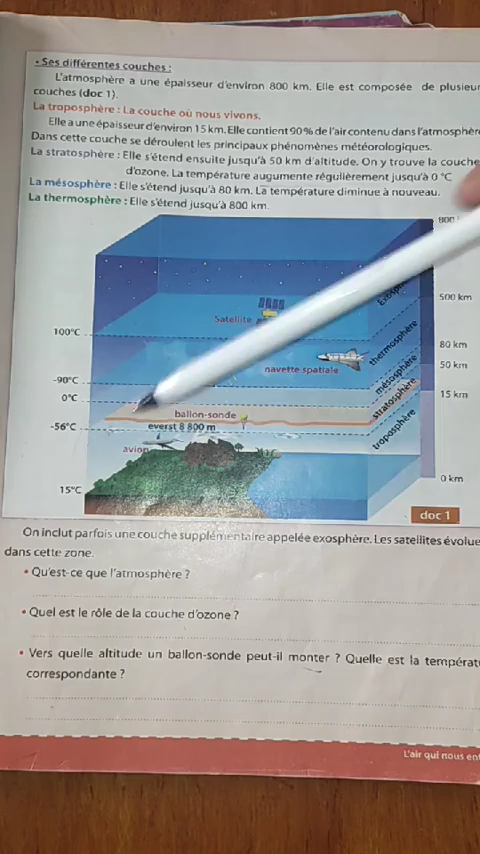 • Ses différentes couches :
L'atmosphère a une épaisseur d'environ 800 km. Elle est composée de plusieur
couches (doc 1).
La troposphère : La couche où nous vivons.
Elle a une épaisseur d'environ 15 km. Elle contient 90% de l'air contenu dans l'atmosphèr
Dans cette couche se déroulent les principaux phénomènes météorologiques.
La stratosphère : Elle s'étend ensuite jusqu'à 50 km d'altitude. On y trouve la couche
d'ozone. La température augumente régulièrement jusqu'à 0 °C
La mésosphère : Elle s'étend jusqu'à 80 km. La température diminue à nouveau.
La thermosphère : Elle s'étend jusqu'à 800 km.
800
500 km
Satellite
thermosphère
100°C
80 km
mésosphère
50 km
navette spatiale
-90°C
stratosphère
15 km
0°C
ballon-sonde
troposphère
-56°C
everst 8 800 m
avion
0 km
15°C
doc 1
On inclut parfois une couche supplémentaire appelée exosphère. Les satellites évolue
dans cette zone.
• Qu'est-ce que l'atmosphère ?
• Quel est le rôle de la couche d'ozone ?
• Vers quelle altitude un ballon-sonde peut-il monter ? Quelle est la températ
correspondante ?
L'air qui nous en